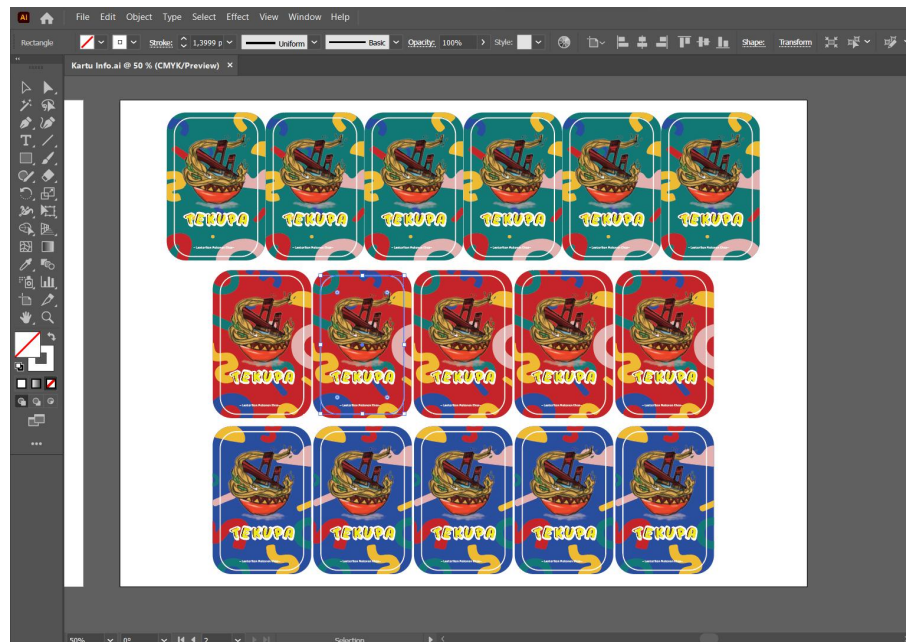 Ai File Edit Object Type Select Effect View Window Help
Rectangle Stroke: 1,3999 p Uniform Basic Opacity: 100% Style: Shape: Transform
Kartu Info.ai @ 50 % (CMYK/Preview) ×
TEKUPA TEKUPA TEKUPA TEKUPA TEKUPA TEKUPA
TEKUPA TEKUPA TEKUPA TEKUPA TEKUPA
TEKUPA TEKUPA TEKUPA TEKUPA TEKUPA
50% 0° 2 Selection